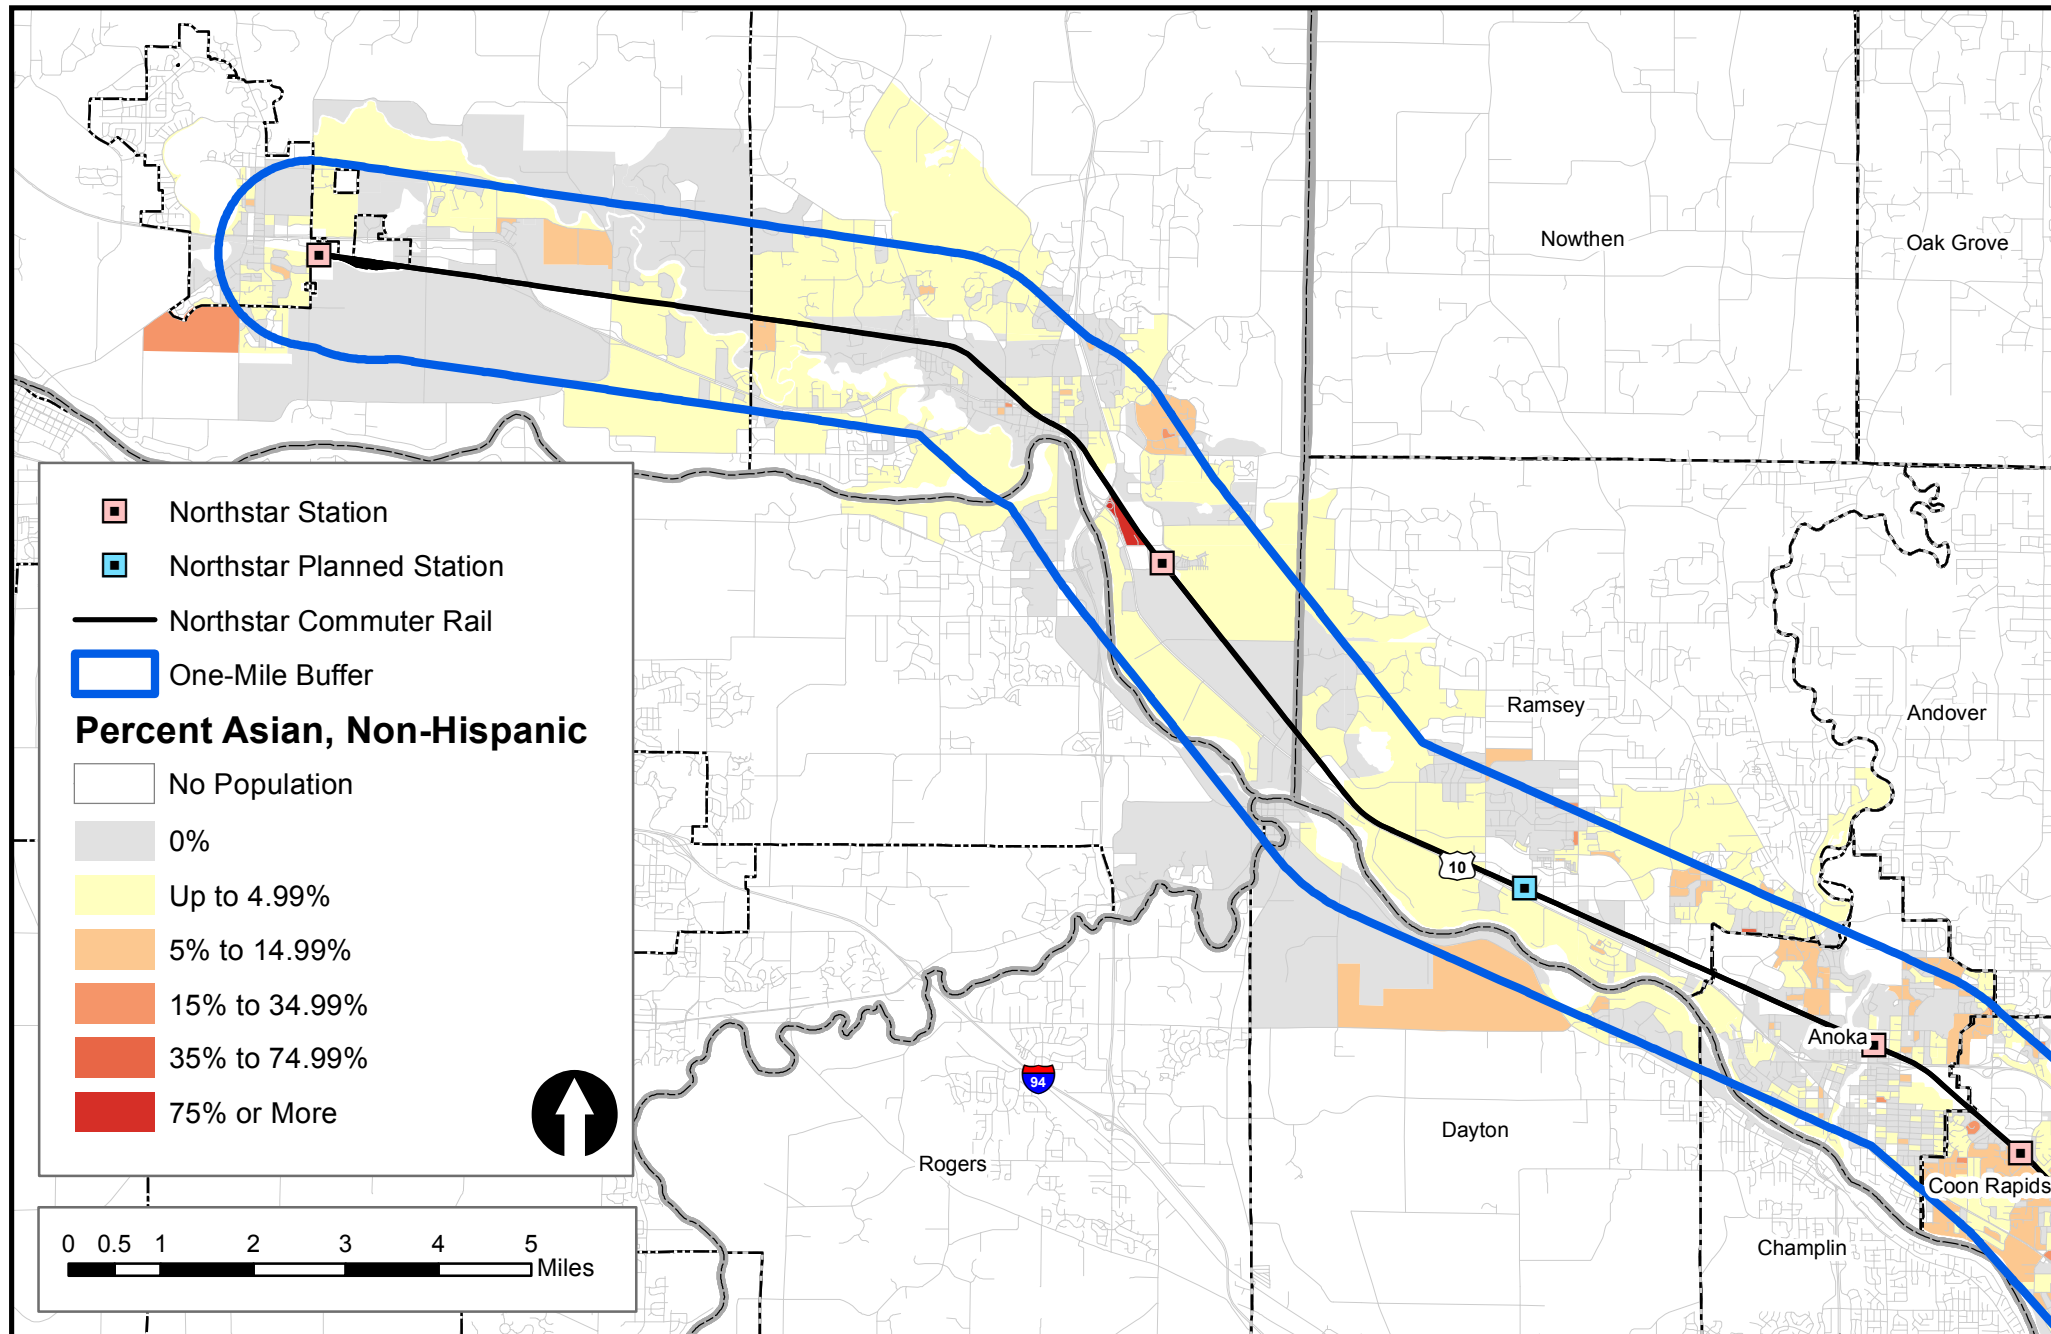 Nowthen
Oak Grove
Northstar Station
Northstar Planned Station
Northstar Commuter Rail
One-Mile Buffer
Percent Asian, Non-Hispanic
No Population
0%
Up to 4.99%
5% to 14.99%
15% to 34.99%
35% to 74.99%
75% or More
Ramsey
Andover
10
Anoka
94
Dayton
Rogers
Coon Rapids
Champlin
0 0.5 1 2 3 4 5
Miles